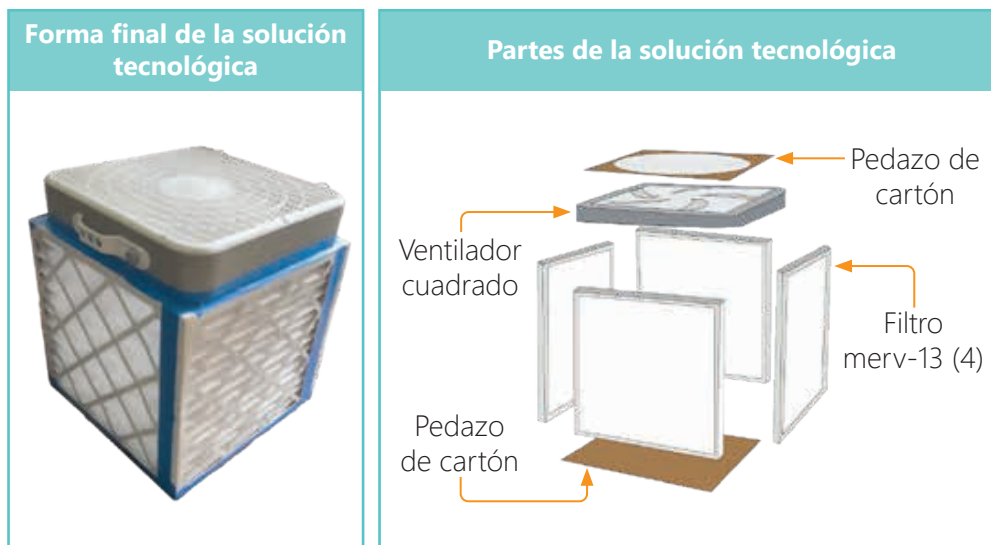 Forma final de la solución
tecnológica
Partes de la solución tecnológica
Pedazo de
cartón
Ventilador
cuadrado
Filtro
merv-13 (4)
Pedazo
de cartón